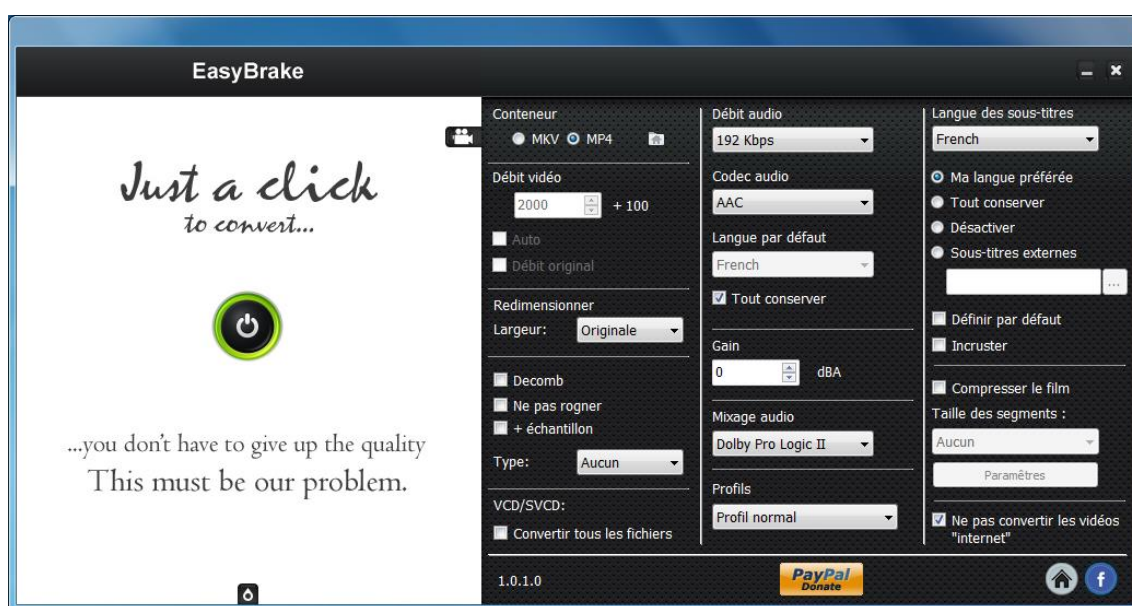 EasyBrake
Just a click
to convert...
...you don't have to give up the quality
This must be our problem.
Conteneur
MKV MP4
Débit vidéo
2000 + 100
Auto
Débit original
Redimensionner
Largeur: Originale
Decomb
Ne pas rogner
+ échantillon
Type: Aucun
VCD/SVCD:
Convertir tous les fichiers
Débit audio
192 Kbps
Codec audio
AAC
Langue par défaut
French
Tout conserver
Gain
0 dBA
Mixage audio
Dolby Pro Logic II
Profils
Profil normal
Langue des sous-titres
French
Ma langue préférée
Tout conserver
Désactiver
Sous-titres externes
...
Définir par défaut
Incruster
Compresser le film
Taille des segments :
Aucun
Paramètres
Ne pas convertir les vidéos
"internet"
1.0.1.0
PayPal
Donate
f